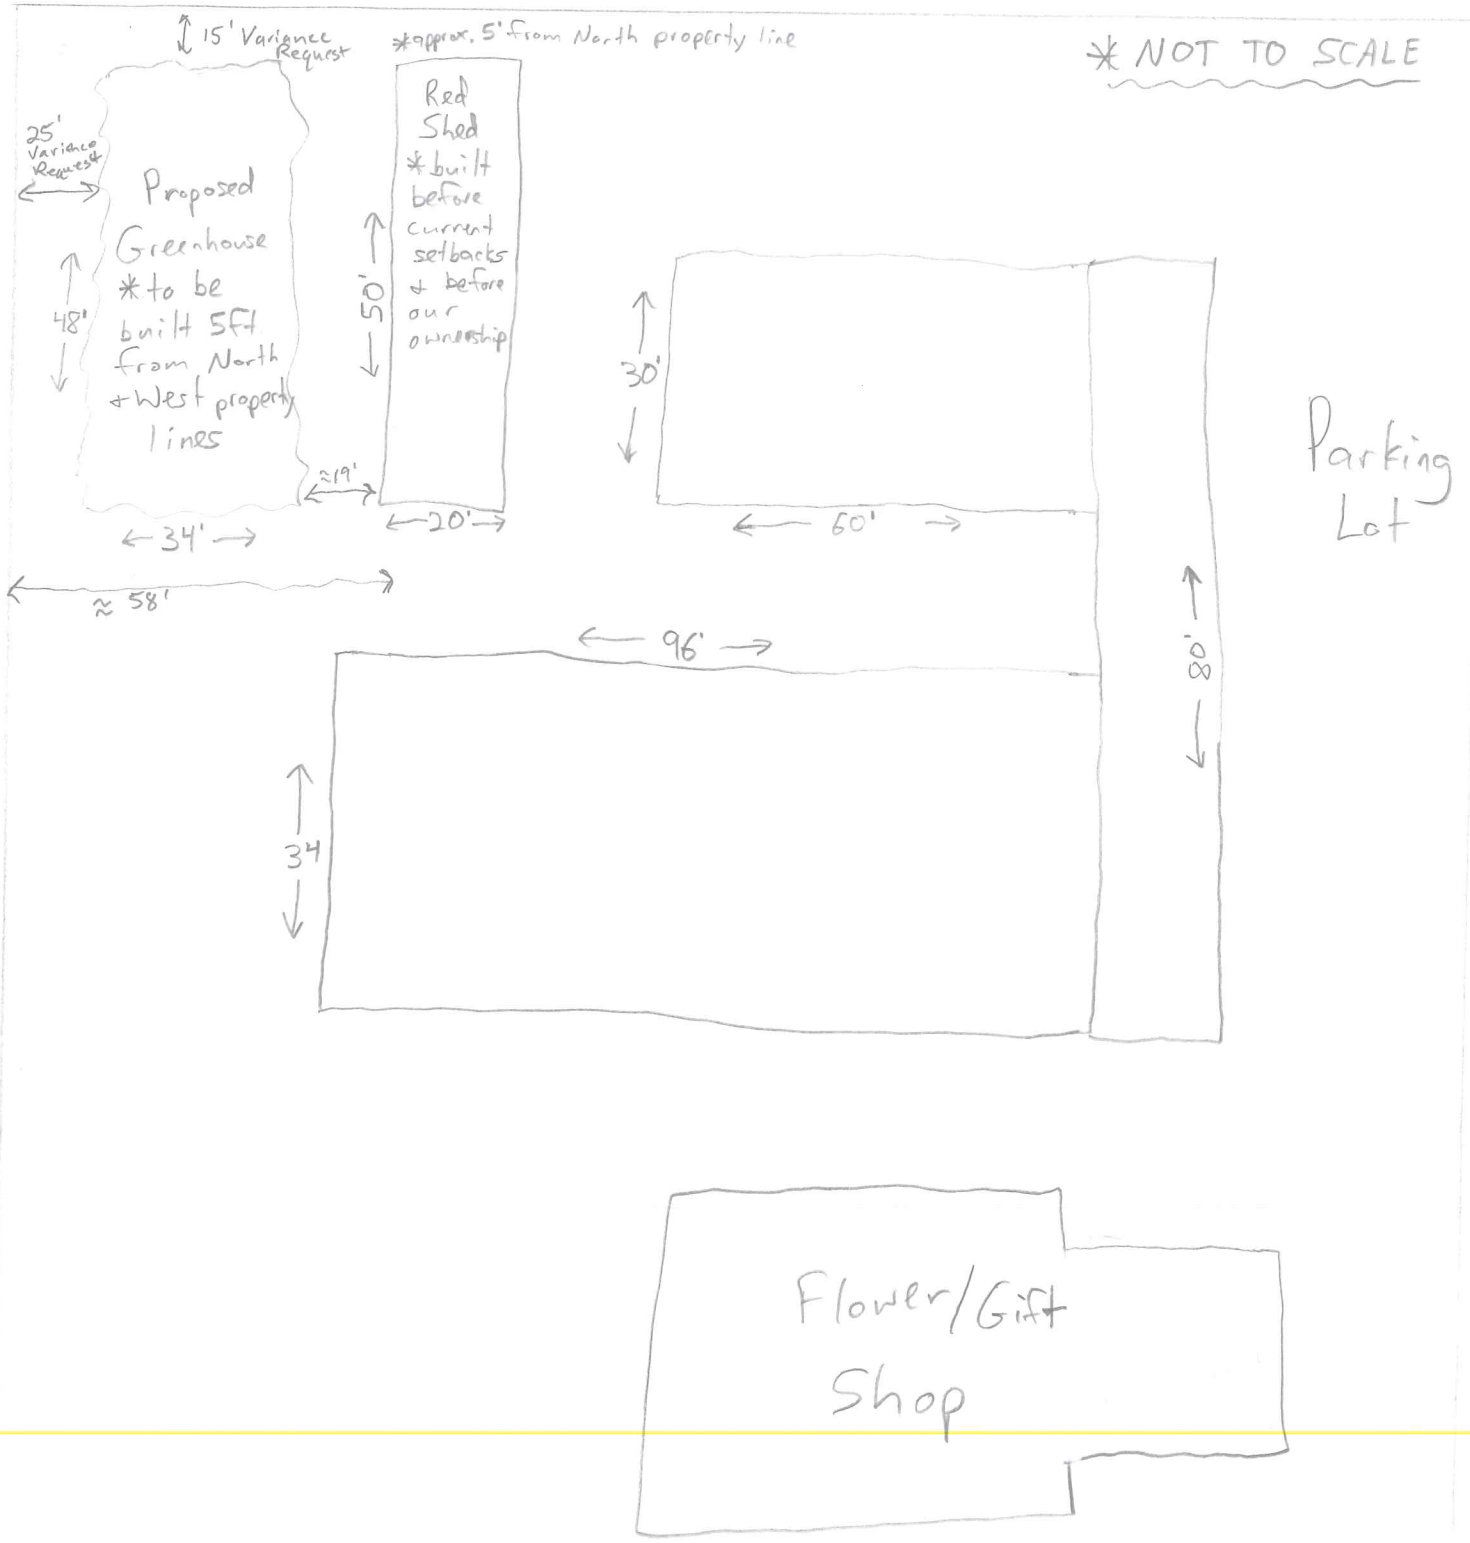 15' Variance
Request
*approx. 5' from North property line
* NOT TO SCALE
25'
Variance
Request
Proposed
Greenhouse
* to be
built 5ft
from North
+ West property
lines
48'
← 34' →
≈19'
≈ 58'
Red
Shed
* built
before
current
setbacks
+ before
our
ownership
50'
← 20' →
30'
← 60' →
Parking
Lot
← 96' →
80'
34
Flower/Gift
Shop